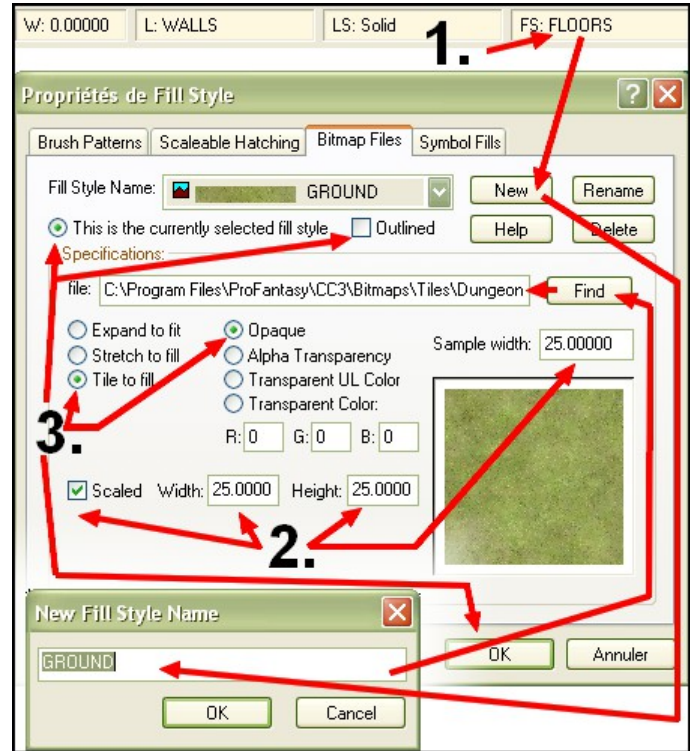 W: 0.00000 L: WALLS LS: Solid FS: FLOORS
1.
Propriétés de Fill Style
Brush Patterns Scaleable Hatching Bitmap Files Symbol Fills
Fill Style Name: GROUND New Rename
This is the currently selected fill style Outlined Help Delete
Specifications:
file: C:\Program Files\ProFantasy\CC3\Bitmaps\Tiles\Dungeon Find
Expand to fit Opaque
Stretch to fill Alpha Transparency Sample width: 25.00000
Tile to fill Transparent UL Color
Transparent Color:
3.
R: 0 G: 0 B: 0
Scaled Width: 25.0000 Height: 25.0000
2.
New Fill Style Name
GROUND
OK Annuler
OK Cancel